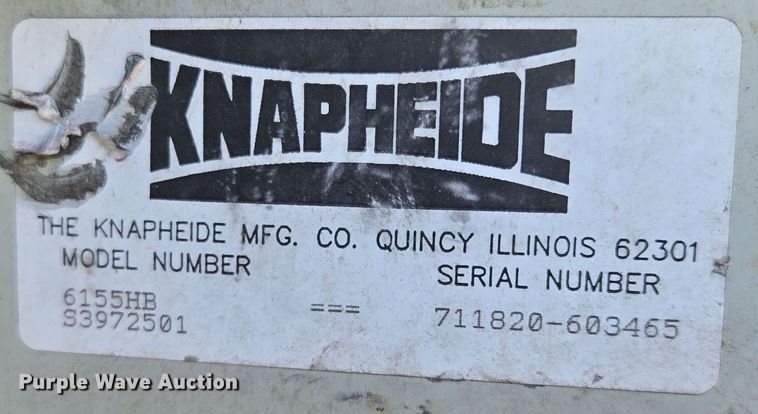 KNAPHEIDE
THE KNAPHEIDE MFG. CO. QUINCY ILLINOIS 62301
MODEL NUMBER SERIAL NUMBER
6155HB === 711820-603465
S3972501
Purple Wave Auction